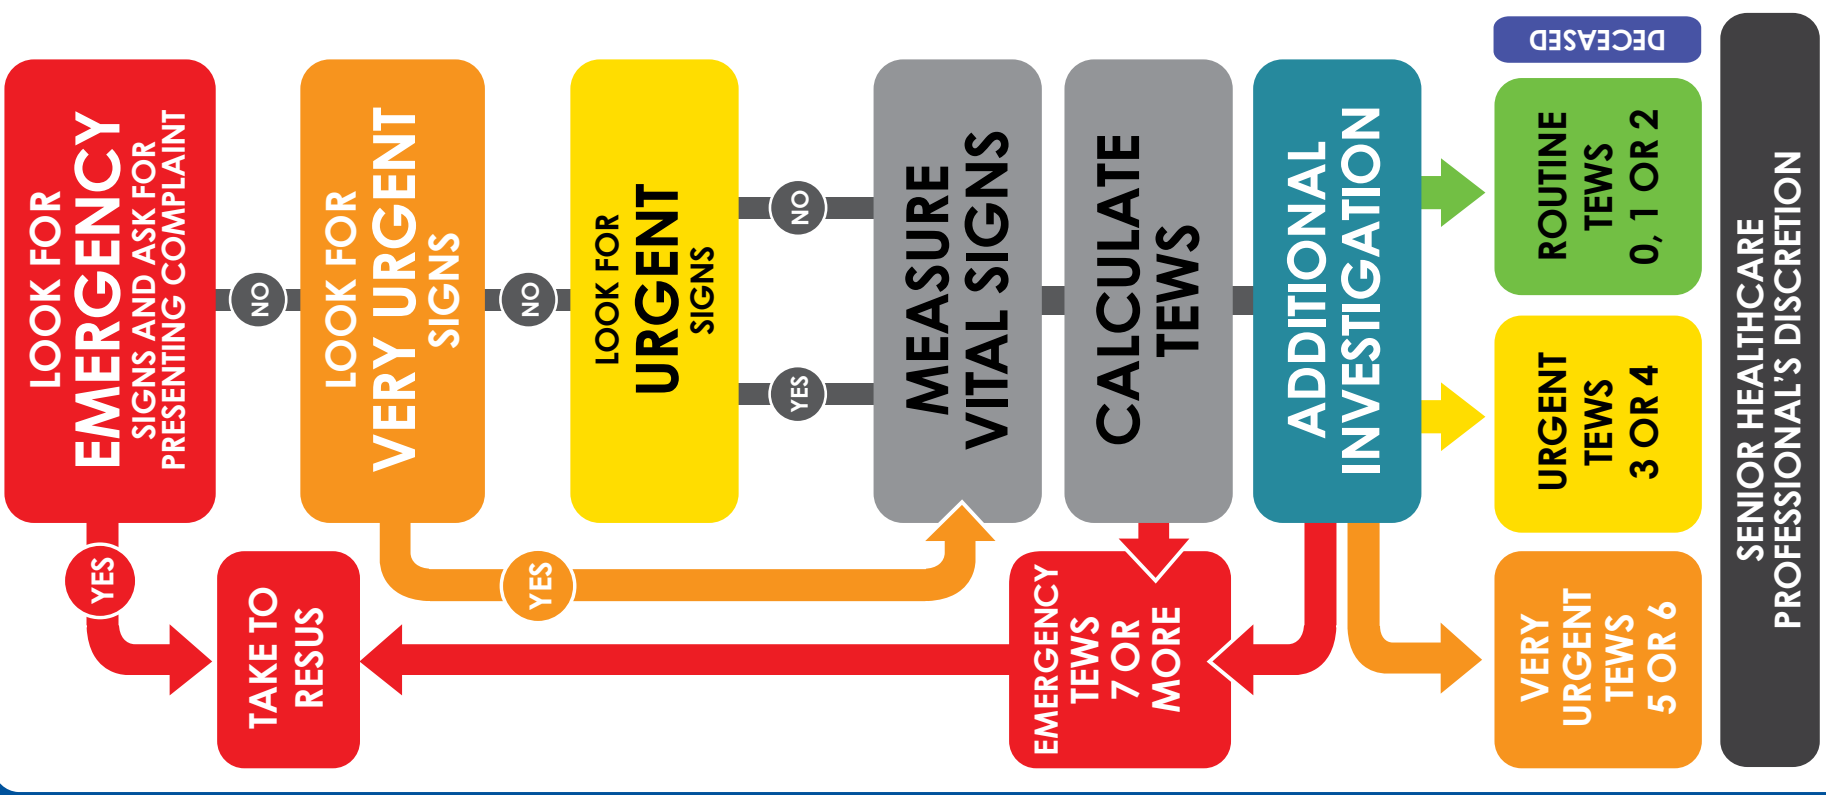 LOOK FOR
EMERGENCY
SIGNS AND ASK FOR
PRESENTING COMPLAINT
YES
NO
TAKE TO
RESUS
LOOK FOR
VERY URGENT
SIGNS
YES
NO
LOOK FOR
URGENT
SIGNS
YES
NO
MEASURE
VITAL SIGNS
CALCULATE
TEWS
EMERGENCY
TEWS
7 OR
MORE
ADDITIONAL
INVESTIGATION
VERY
URGENT
TEWS
5 OR 6
URGENT
TEWS
3 OR 4
ROUTINE
TEWS
0, 1 OR 2
DECEASED
SENIOR HEALTHCARE
PROFESSIONAL'S DISCRETION